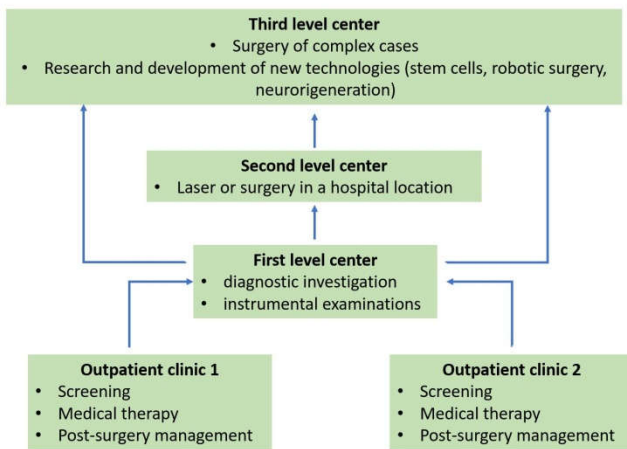 Third level center
• Surgery of complex cases
• Research and development of new technologies (stem cells, robotic surgery,
neurorigeneration)
Second level center
• Laser or surgery in a hospital location
First level center
• diagnostic investigation
• instrumental examinations
Outpatient clinic 1
• Screening
• Medical therapy
• Post-surgery management
Outpatient clinic 2
• Screening
• Medical therapy
• Post-surgery management